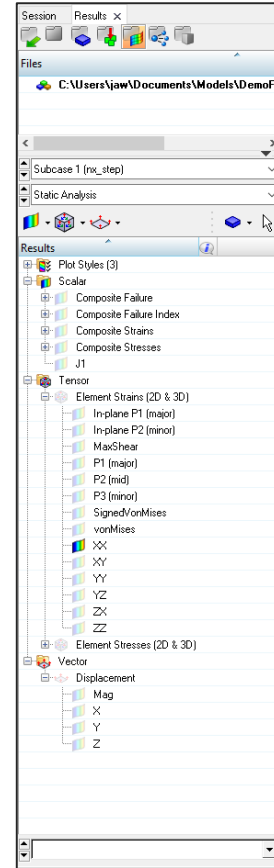 Session Results
Files
C:\Users\jaw\Documents\Models\DemoF
Subcase 1 (nx_step)
Static Analysis
Results
Plot Styles (3)
Scalar
Composite Failure
Composite Failure Index
Composite Strains
Composite Stresses
J1
Tensor
Element Strains (2D & 3D)
In-plane P1 (major)
In-plane P2 (minor)
MaxShear
P1 (major)
P2 (mid)
P3 (minor)
SignedVonMises
vonMises
XX
XY
YY
YZ
ZX
ZZ
Element Stresses (2D & 3D)
Vector
Displacement
Mag
X
Y
Z